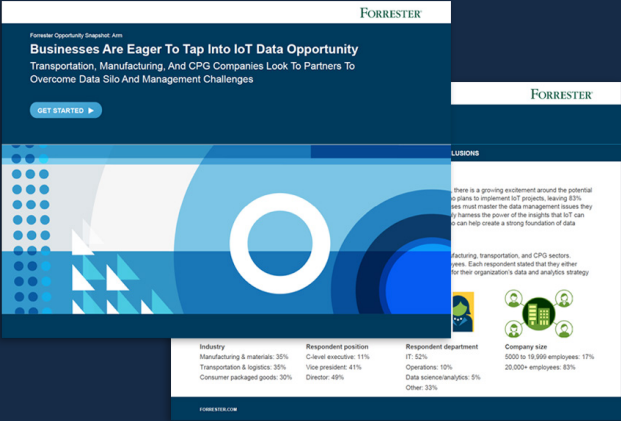 FORRESTER
Forrester Opportunity Snapshot: Arm
Businesses Are Eager To Tap Into IoT Data Opportunity
Transportation, Manufacturing, And CPG Companies Look To Partners To
Overcome Data Silo And Management Challenges
GET STARTED
FORRESTER
LUSIONS
, there is a growing excitement around the potential
o plans to implement IoT projects, leaving 83%
ses must master the data management issues they
ly harness the power of the insights that IoT can
o can help create a strong foundation of data
facturing, transportation, and CPG sectors.
yees. Each respondent stated that they either
for their organization's data and analytics strategy
Industry
Manufacturing & materials: 35%
Transportation & logistics: 35%
Consumer packaged goods: 30%
Respondent position
C-level executive: 11%
Vice president: 41%
Director: 49%
Respondent department
IT: 52%
Operations: 10%
Data science/analytics: 5%
Other: 33%
Company size
5000 to 19,999 employees: 17%
20,000+ employees: 83%
FORRESTER.COM